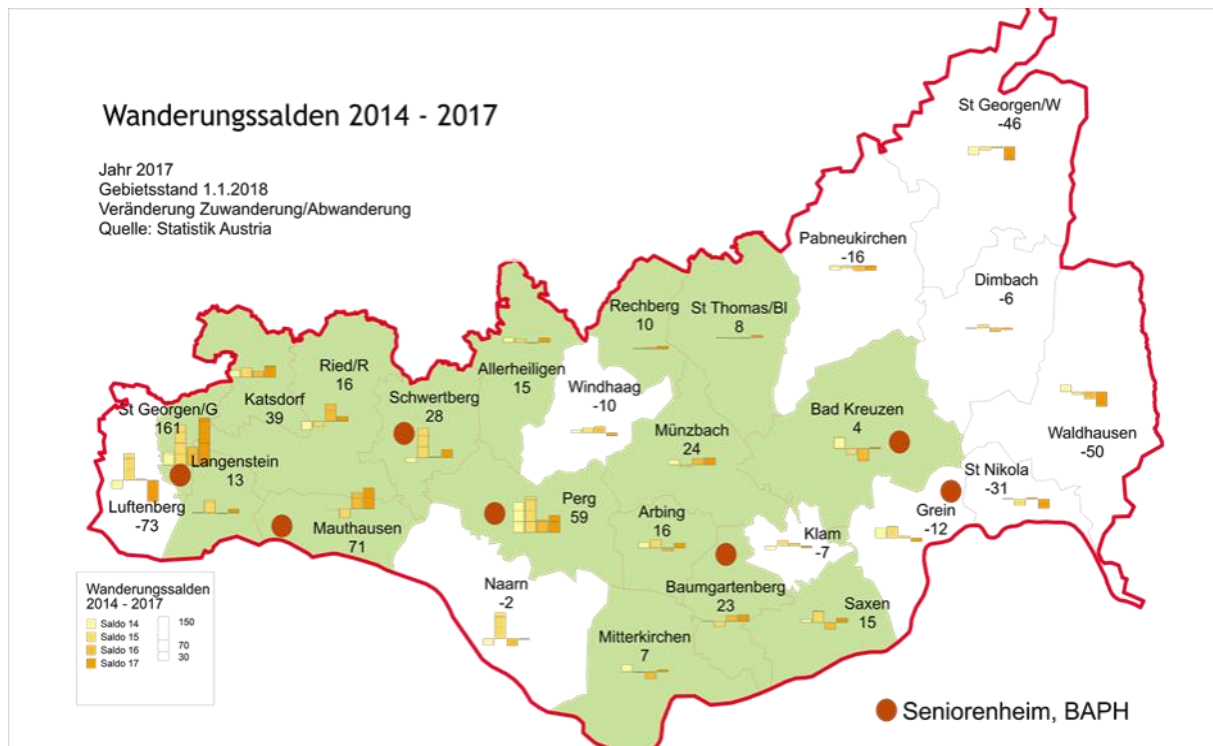 Wanderungssalden 2014 - 2017
Jahr 2017
Gebietsstand 1.1.2018
Veränderung Zuwanderung/Abwanderung
Quelle: Statistik Austria
St Georgen/W
-46
Pabneukirchen
-16
Dimbach
-6
Rechberg
10
St Thomas/Bl
8
Ried/R
16
Allerheiligen
15
Windhaag
-10
Katsdorf
39
Schwertberg
28
St Georgen/G
161
Bad Kreuzen
4
Münzbach
24
Waldhausen
-50
Langenstein
13
St Nikola
-31
Luftenberg
-73
Perg
59
Grein
-12
Mauthausen
71
Arbing
16
Klam
-7
Naarn
-2
Baumgartenberg
23
Saxen
15
Mitterkirchen
7
Wanderungssalden
2014 - 2017
Saldo 14
Saldo 15
Saldo 16
Saldo 17
150
70
30
Seniorenheim, BAPH